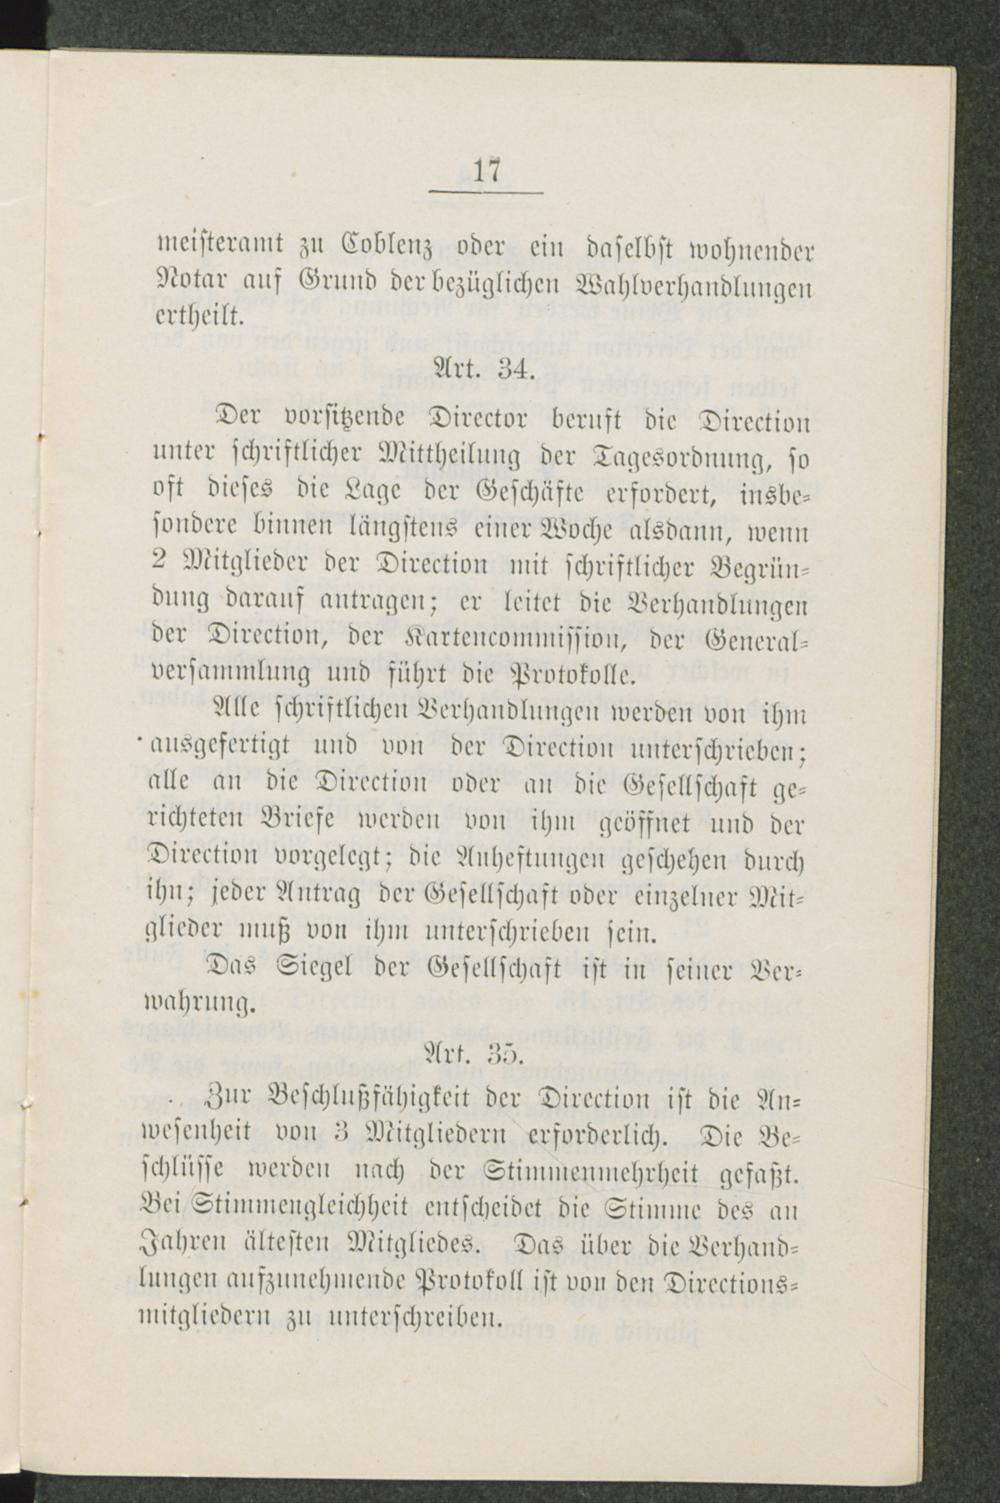 17
meisteramt zu Coblenz oder ein daselbst wohnender
Notar auf Grund der bezüglichen Wahlverhandlungen
ertheilt.
Art. 34.
Der vorsitzende Director beruft die Direction
unter schriftlicher Mittheilung der Tagesordnung, so
oft dieses die Lage der Geschäfte erfordert, insbe-
sondere binnen längstens einer Woche alsdann, wenn
2 Mitglieder der Direction mit schriftlicher Begrün-
dung darauf antragen; er leitet die Verhandlungen
der Direction, der Kartencommission, der General-
versammlung und führt die Protokolle.
Alle schriftlichen Verhandlungen werden von ihm
ausgefertigt und von der Direction unterschrieben;
alle an die Direction oder an die Gesellschaft ge-
richteten Briefe werden von ihm geöffnet und der
Direction vorgelegt; die Anheftungen geschehen durch
ihn; jeder Antrag der Gesellschaft oder einzelner Mit-
glieder muß von ihm unterschrieben sein.
Das Siegel der Gesellschaft ist in seiner Ver-
wahrung.
Art. 35.
Zur Beschlußfähigkeit der Direction ist die An-
wesenheit von 3 Mitgliedern erforderlich. Die Be-
schlüsse werden nach der Stimmenmehrheit gefaßt.
Bei Stimmengleichheit entscheidet die Stimme des an
Jahren ältesten Mitgliedes. Das über die Verhand-
lungen aufzunehmende Protokoll ist von den Directions-
mitgliedern zu unterschreiben.